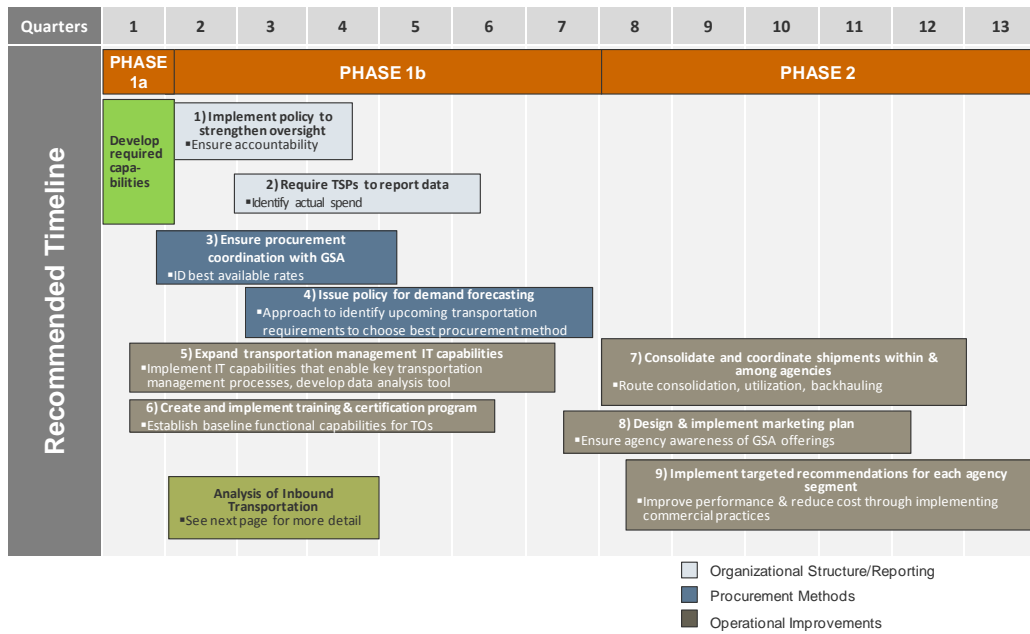 Quarters 1 2 3 4 5 6 7 8 9 10 11 12 13
Recommended Timeline
PHASE
1a
PHASE 1b
PHASE 2
Develop
required
capa-
bilities
1) Implement policy to
strengthen oversight
▪Ensure accountability
2) Require TSPs to report data
▪Identify actual spend
3) Ensure procurement
coordination with GSA
▪ID best available rates
4) Issue policy for demand forecasting
▪Approach to identify upcoming transportation
requirements to choose best procurement method
5) Expand transportation management IT capabilities
▪Implement IT capabilities that enable key transportation
management processes, develop data analysis tool
6) Create and implement training & certification program
▪Establish baseline functional capabilities for TOs
7) Consolidate and coordinate shipments within &
among agencies
▪Route consolidation, utilization, backhauling
8) Design & implement marketing plan
▪Ensure agency awareness of GSA offerings
9) Implement targeted recommendations for each agency
segment
▪Improve performance & reduce cost through implementing
commercial practices
Analysis of Inbound
Transportation
▪See next page for more detail
Organizational Structure/Reporting
Procurement Methods
Operational Improvements